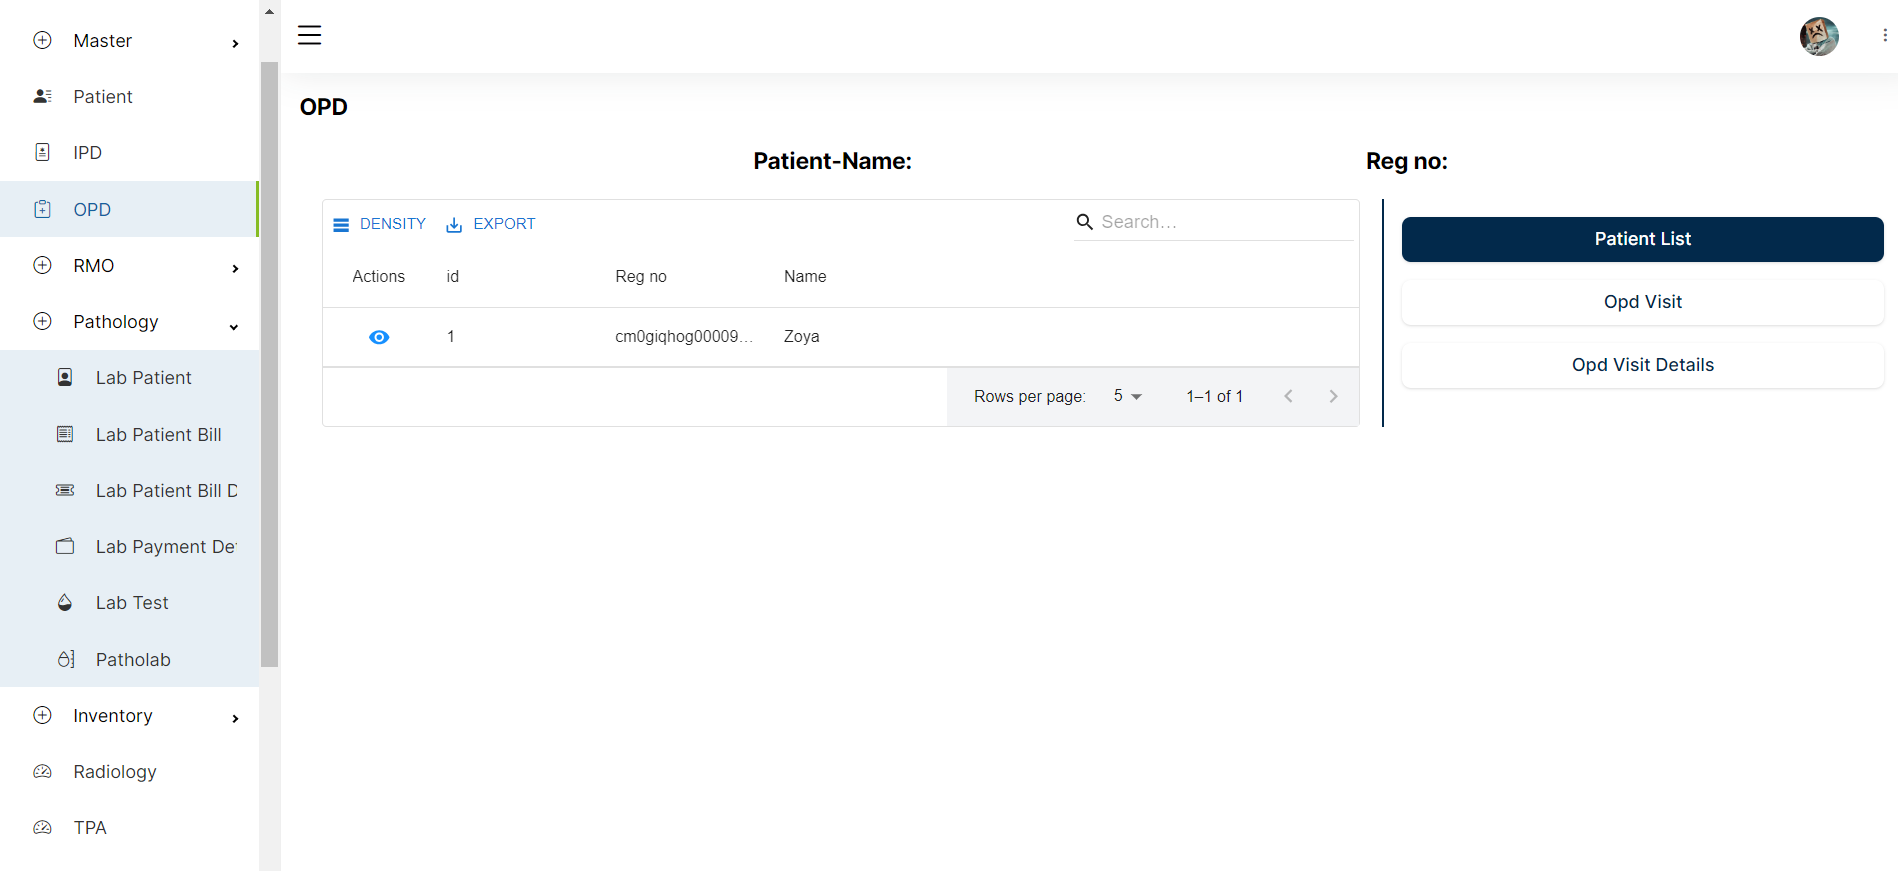 Master
Patient
IPD
OPD
RMO
Pathology
Lab Patient
Lab Patient Bill
Lab Patient Bill D
Lab Payment De
Lab Test
Patholab
Inventory
Radiology
TPA
OPD
Patient-Name: Reg no:
DENSITY EXPORT Search…
Actions id Reg no Name
1 cm0giqhog00009… Zoya
Rows per page: 5 1–1 of 1
Patient List
Opd Visit
Opd Visit Details